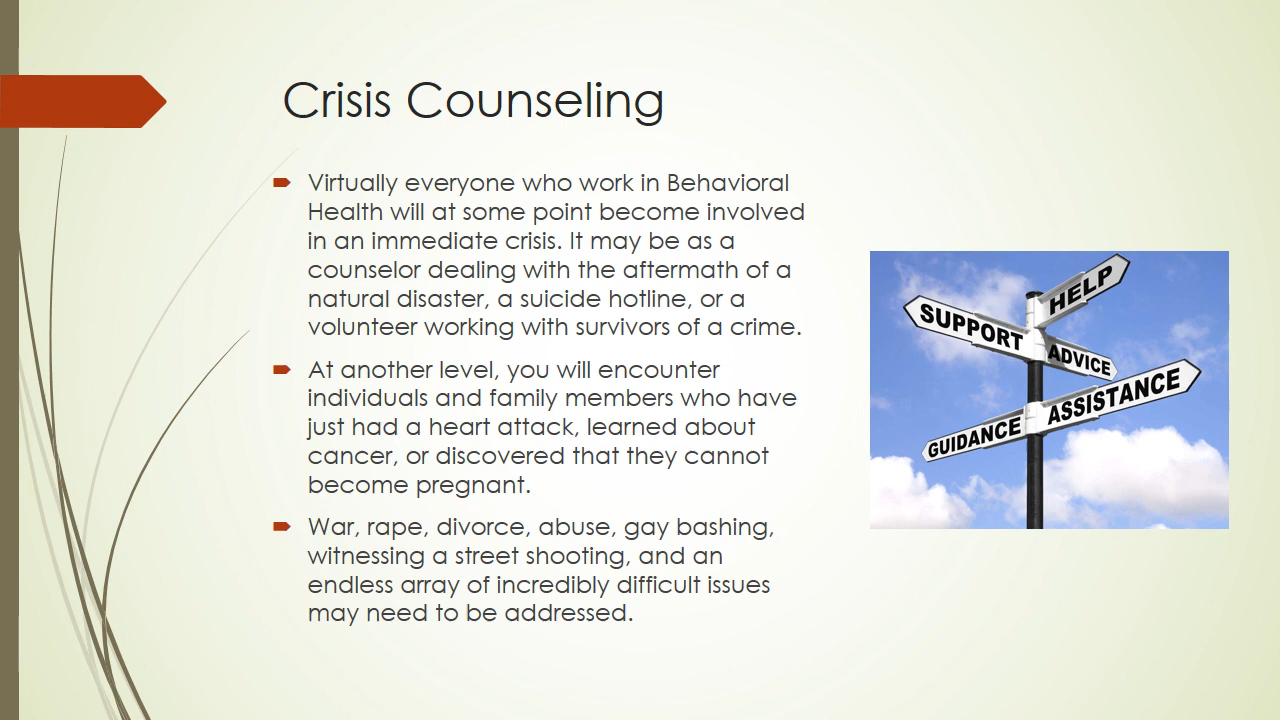 Crisis Counseling
Virtually everyone who work in Behavioral
Health will at some point become involved
in an immediate crisis. It may be as a
counselor dealing with the aftermath of a
natural disaster, a suicide hotline, or a
volunteer working with survivors of a crime.
At another level, you will encounter
individuals and family members who have
just had a heart attack, learned about
cancer, or discovered that they cannot
become pregnant.
War, rape, divorce, abuse, gay bashing,
witnessing a street shooting, and an
endless array of incredibly difficult issues
may need to be addressed.
HELP
SUPPORT
ADVICE
ASSISTANCE
GUIDANCE